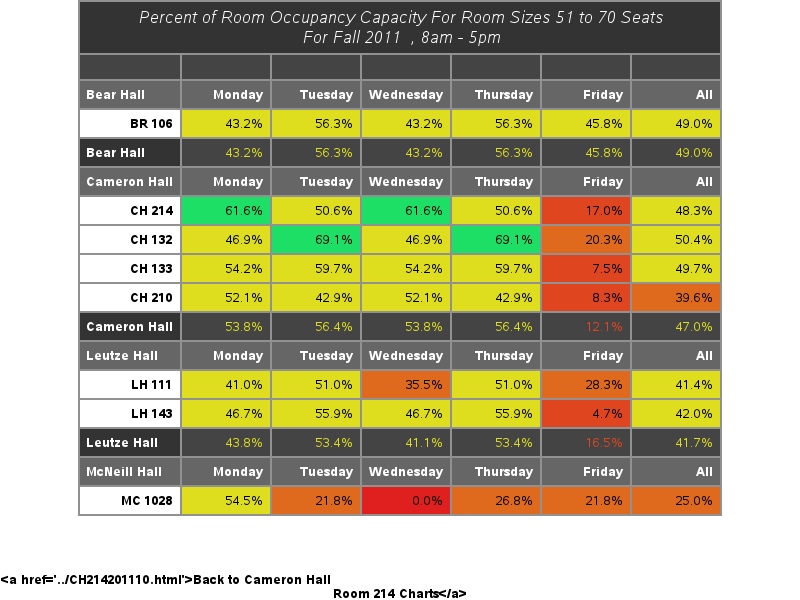 Percent of Room Occupancy Capacity For Room Sizes 51 to 70 Seats
For Fall 2011 , 8am - 5pm
Bear Hall Monday Tuesday Wednesday Thursday Friday All
BR 106 43.2% 56.3% 43.2% 56.3% 45.8% 49.0%
Bear Hall 43.2% 56.3% 43.2% 56.3% 45.8% 49.0%
Cameron Hall Monday Tuesday Wednesday Thursday Friday All
CH 214 61.6% 50.6% 61.6% 50.6% 17.0% 48.3%
CH 132 46.9% 69.1% 46.9% 69.1% 20.3% 50.4%
CH 133 54.2% 59.7% 54.2% 59.7% 7.5% 49.7%
CH 210 52.1% 42.9% 52.1% 42.9% 8.3% 39.6%
Cameron Hall 53.8% 56.4% 53.8% 56.4% 12.1% 47.0%
Leutze Hall Monday Tuesday Wednesday Thursday Friday All
LH 111 41.0% 51.0% 35.5% 51.0% 28.3% 41.4%
LH 143 46.7% 55.9% 46.7% 55.9% 4.7% 42.0%
Leutze Hall 43.8% 53.4% 41.1% 53.4% 16.5% 41.7%
McNeill Hall Monday Tuesday Wednesday Thursday Friday All
MC 1028 54.5% 21.8% 0.0% 26.8% 21.8% 25.0%
<a href='../CH214201110.html'>Back to Cameron Hall
Room 214 Charts</a>